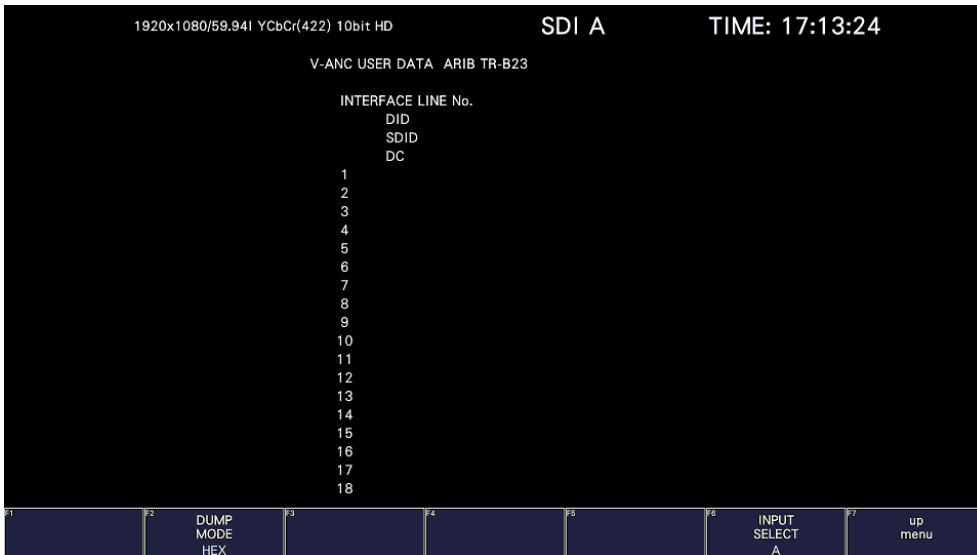 1920x1080/59.94I YCbCr(422) 10bit HD SDI A TIME: 17:13:24
V-ANC USER DATA ARIB TR-B23
INTERFACE LINE No.
DID
SDID
DC
1
2
3
4
5
6
7
8
9
10
11
12
13
14
15
16
17
18
F1 F2 F3 F4 F5 F6 F7
DUMP
MODE
HEX
INPUT
SELECT
A
up
menu